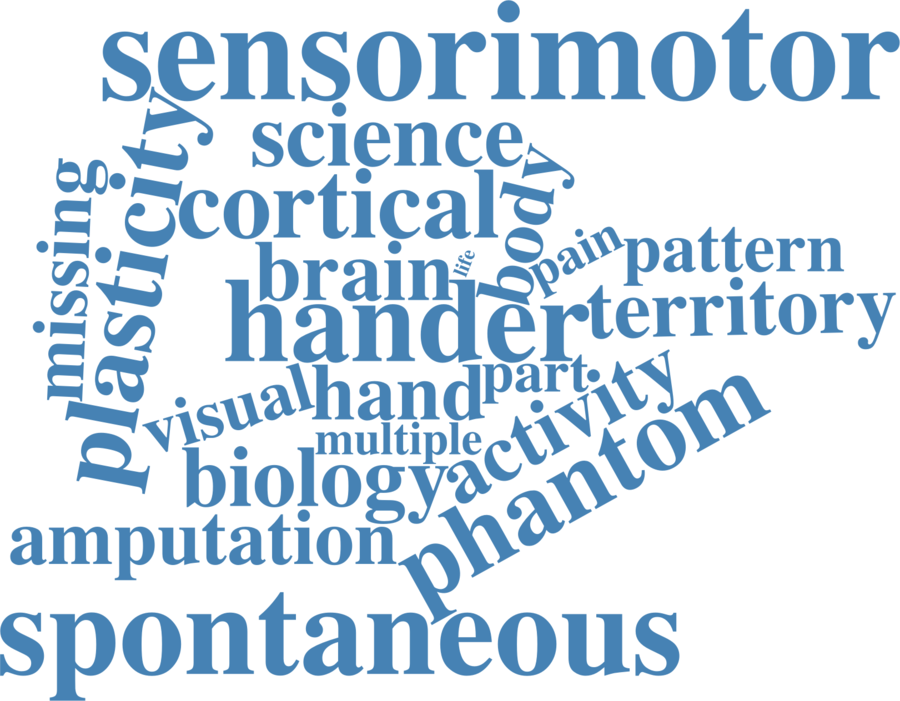 sensorimotor
science
plasticity
missing
cortical
body
brain
life
pain
pattern
hander
territory
visual
hand
part
multiple
activity
biology
phantom
amputation
spontaneous